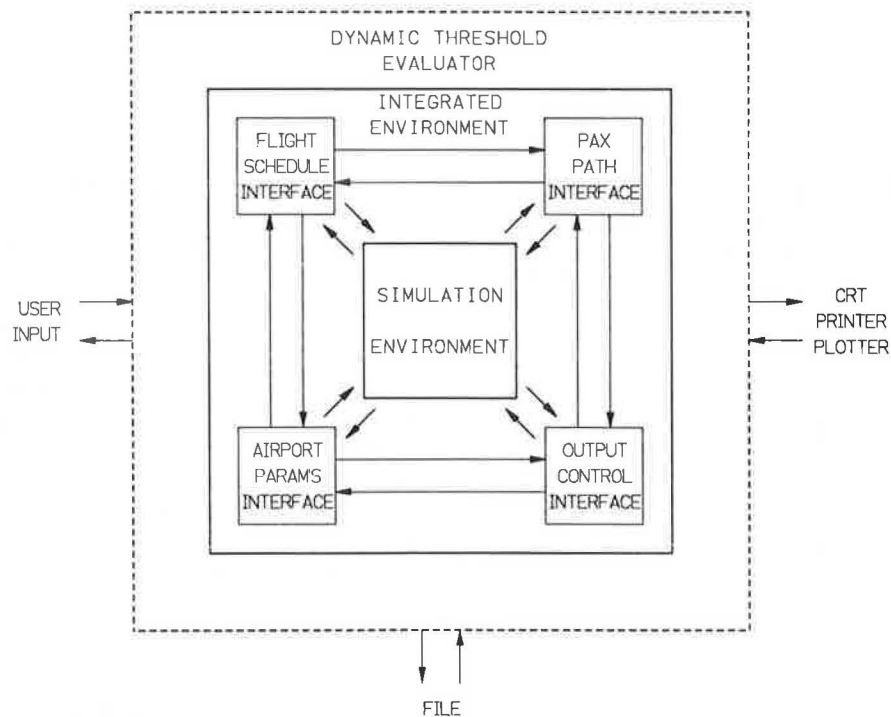 DYNAMIC THRESHOLD
EVALUATOR
INTEGRATED
ENVIRONMENT
FLIGHT
SCHEDULE
INTERFACE
PAX
PATH
INTERFACE
SIMULATION
ENVIRONMENT
USER
INPUT
CRT
PRINTER
PLOTTER
AIRPORT
PARAM'S
INTERFACE
OUTPUT
CONTROL
INTERFACE
FILE